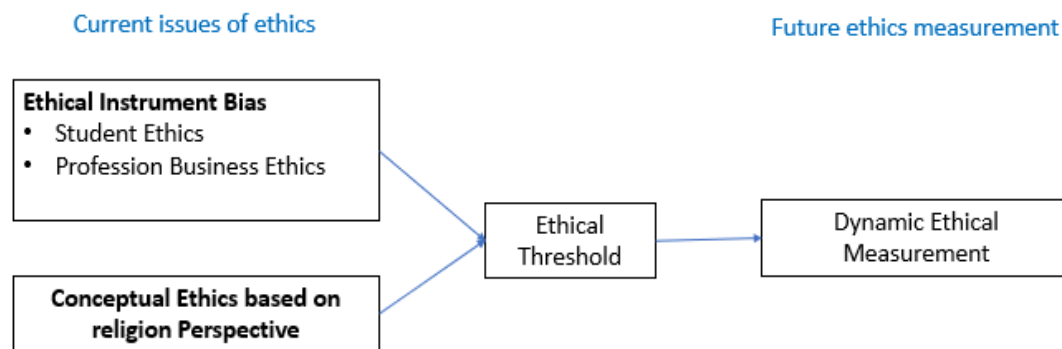 Current issues of ethics
Future ethics measurement
Ethical Instrument Bias
• Student Ethics
• Profession Business Ethics
Ethical
Threshold
Dynamic Ethical
Measurement
Conceptual Ethics based on
religion Perspective